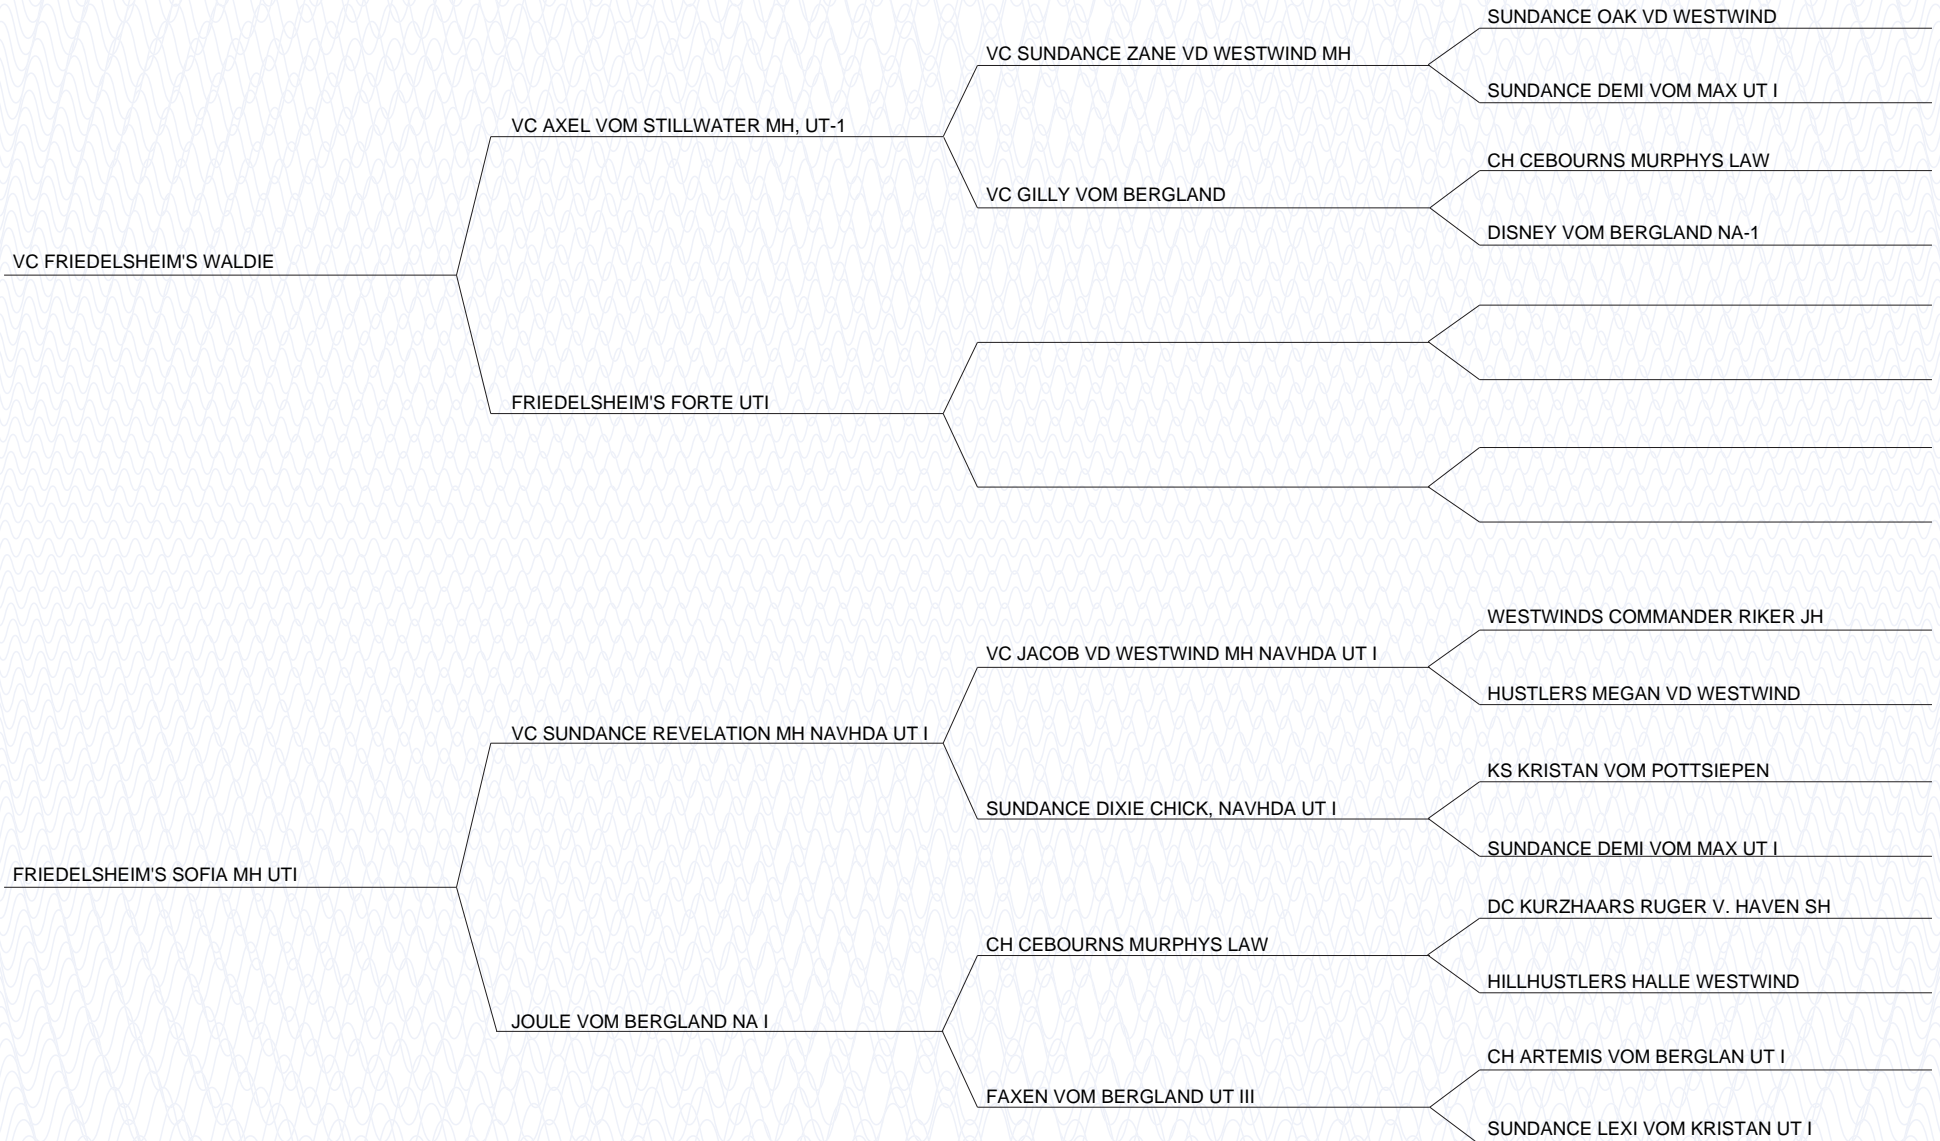 SUNDANCE OAK VD WESTWIND
VC SUNDANCE ZANE VD WESTWIND MH
SUNDANCE DEMI VOM MAX UT I
VC AXEL VOM STILLWATER MH, UT-1
CH CEBOURNS MURPHYS LAW
VC GILLY VOM BERGLAND
DISNEY VOM BERGLAND NA-1
VC FRIEDELSHEIM'S WALDIE
FRIEDELSHEIM'S FORTE UTI
WESTWINDS COMMANDER RIKER JH
VC JACOB VD WESTWIND MH NAVHDA UT I
HUSTLERS MEGAN VD WESTWIND
VC SUNDANCE REVELATION MH NAVHDA UT I
KS KRISTAN VOM POTTSIEPEN
SUNDANCE DIXIE CHICK, NAVHDA UT I
SUNDANCE DEMI VOM MAX UT I
FRIEDELSHEIM'S SOFIA MH UTI
DC KURZHAARS RUGER V. HAVEN SH
CH CEBOURNS MURPHYS LAW
HILLHUSTLERS HALLE WESTWIND
JOULE VOM BERGLAND NA I
CH ARTEMIS VOM BERGLAN UT I
FAXEN VOM BERGLAND UT III
SUNDANCE LEXI VOM KRISTAN UT I